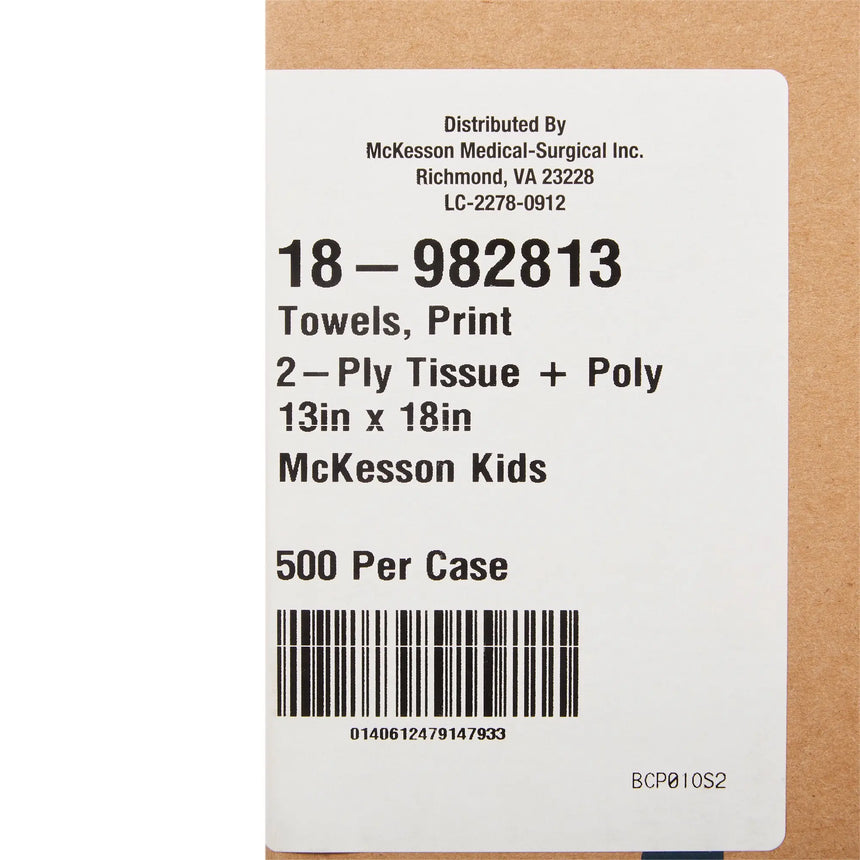 Distributed By
McKesson Medical-Surgical Inc.
Richmond, VA 23228
LC-2278-0912
18-982813
Towels, Print
2-Ply Tissue + Poly
13in x 18in
McKesson Kids
500 Per Case
0140612479147933
BCP010S2